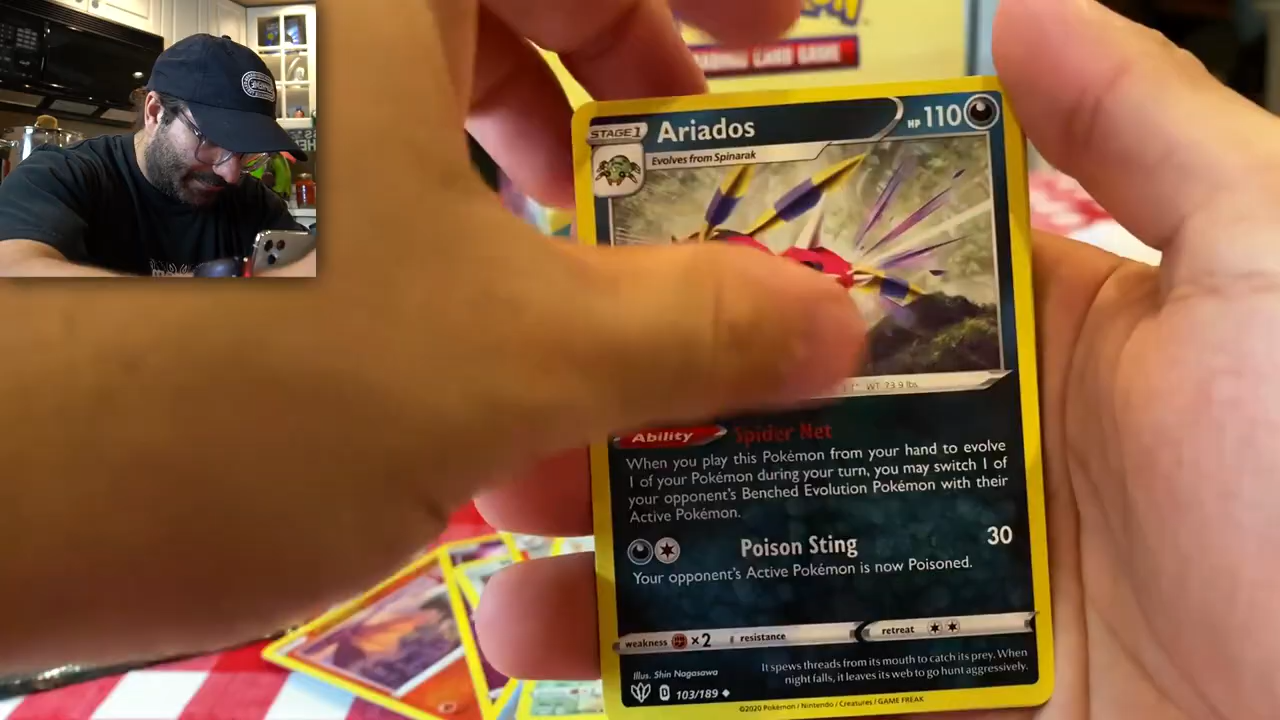 TRADING CARD GAME
STAGE 1
Ariados
HP 110
Evolves from Spinarak
WT 73.9 lbs.
Ability
Spider Net
When you play this Pokémon from your hand to evolve
1 of your Pokémon during your turn, you may switch 1 of
your opponent's Benched Evolution Pokémon with their
Active Pokémon.
Poison Sting 30
Your opponent's Active Pokémon is now Poisoned.
weakness ×2 resistance retreat
Illus. Shin Nagasawa
It spews threads from its mouth to catch its prey. When
night falls, it leaves its web to go hunt aggressively.
103/189
©2020 Pokémon / Nintendo / Creatures / GAME FREAK